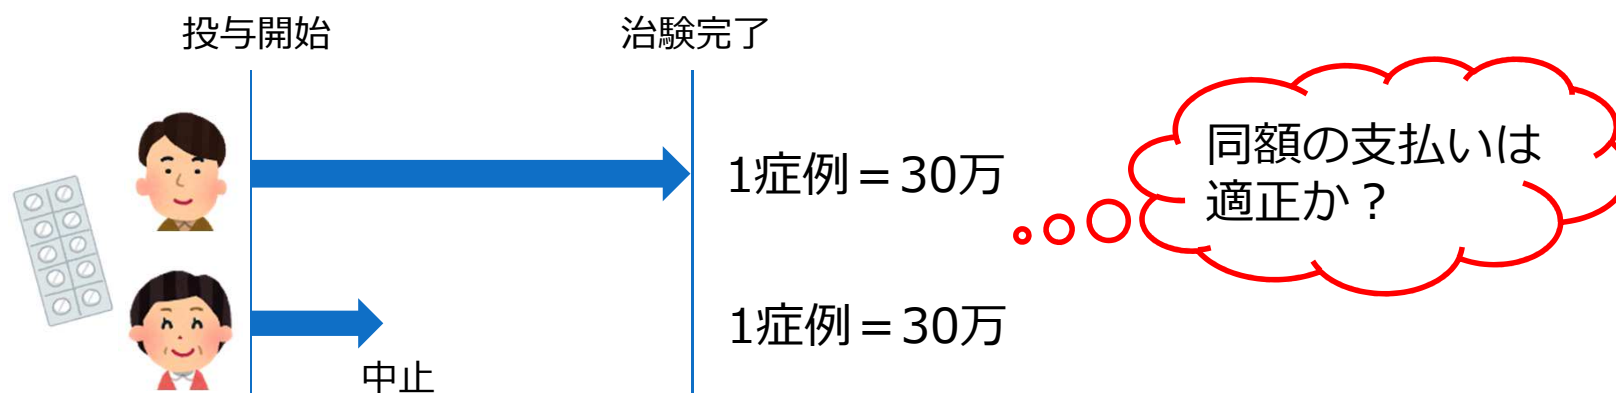 投与開始
治験完了
1症例＝30万
同額の支払いは
適正か？
1症例＝30万
中止